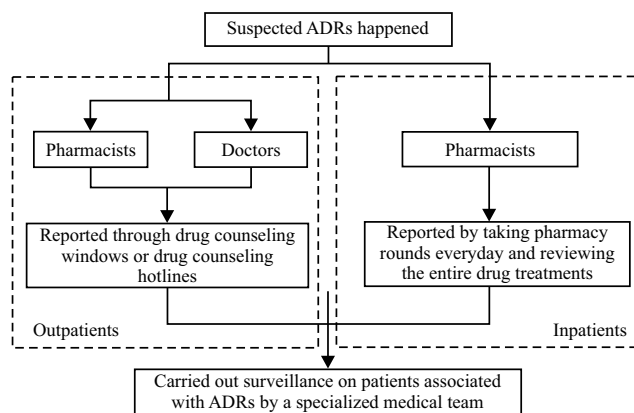 Suspected ADRs happened
Pharmacists
Doctors
Reported through drug counseling
windows or drug counseling
hotlines
Outpatients
Pharmacists
Reported by taking pharmacy
rounds everyday and reviewing
the entire drug treatments
Inpatients
Carried out surveillance on patients associated
with ADRs by a specialized medical team